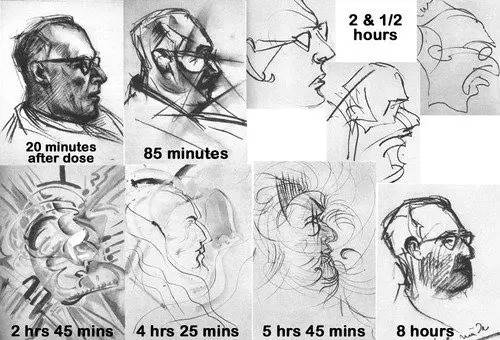 20 minutes
after dose
85 minutes
2 & 1/2
hours
2 hrs 45 mins
4 hrs 25 mins
5 hrs 45 mins
8 hours